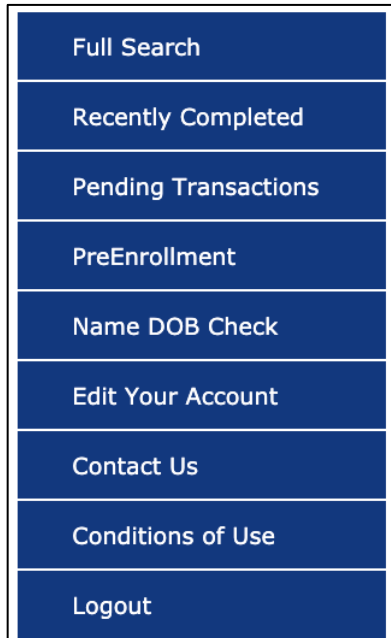 Full Search
Recently Completed
Pending Transactions
PreEnrollment
Name DOB Check
Edit Your Account
Contact Us
Conditions of Use
Logout